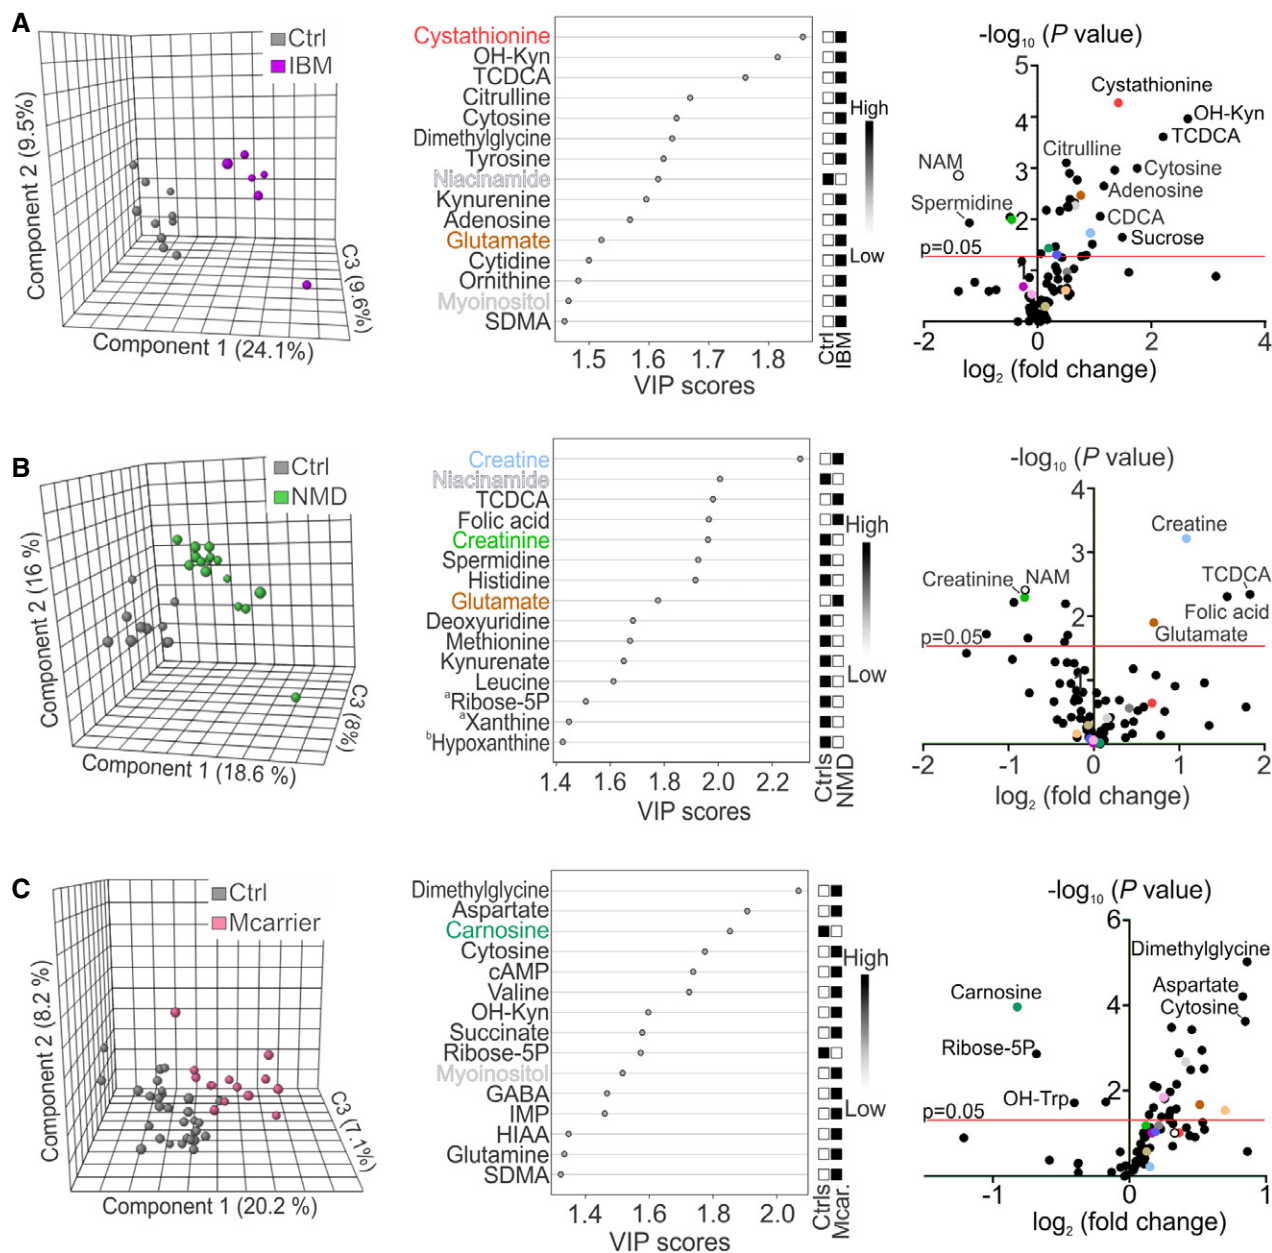 A
Ctrl
IBM
Component 2 (9.5%)
Component 1 (24.1%)
C3 (9.6%)
Cystathionine
OH-Kyn
TCDCA
Citrulline
Cytosine
Dimethylglycine
Tyrosine
Niacinamide
Kynurenine
Adenosine
Glutamate
Cytidine
Ornithine
Myoinositol
SDMA
1.5 1.6 1.7 1.8
VIP scores
Ctrl
IBM
High
Low
-log10 (P value)
5
4
3
2
1
Cystathionine
OH-Kyn
TCDCA
Citrulline
NAM
Cytosine
Adenosine
Spermidine
CDCA
Sucrose
p=0.05
-2 0 2 4
log2 (fold change)
B
Ctrl
NMD
Component 2 (16 %)
Component 1 (18.6 %)
C3 (8%)
Creatine
Niacinamide
TCDCA
Folic acid
Creatinine
Spermidine
Histidine
Glutamate
Deoxyuridine
Methionine
Kynurenate
Leucine
aRibose-5P
aXanthine
bHypoxanthine
1.4 1.6 1.8 2.0 2.2
VIP scores
Ctrls
NMD
High
Low
-log10 (P value)
4
3
2
1
Creatine
Creatinine
NAM
TCDCA
Folic acid
Glutamate
p=0.05
-2 -1 0 1 2
log2 (fold change)
C
Ctrl
Mcarrier
Component 2 (8.2 %)
Component 1 (20.2 %)
C3 (7.1%)
Dimethylglycine
Aspartate
Carnosine
Cytosine
cAMP
Valine
OH-Kyn
Succinate
Ribose-5P
Myoinositol
GABA
IMP
HIAA
Glutamine
SDMA
1.4 1.6 1.8 2.0
VIP scores
Ctrls
Mcar.
High
Low
-log10 (P value)
6
4
2
Dimethylglycine
Aspartate
Cytosine
Carnosine
Ribose-5P
OH-Trp
p=0.05
-1 0 1
log2 (fold change)